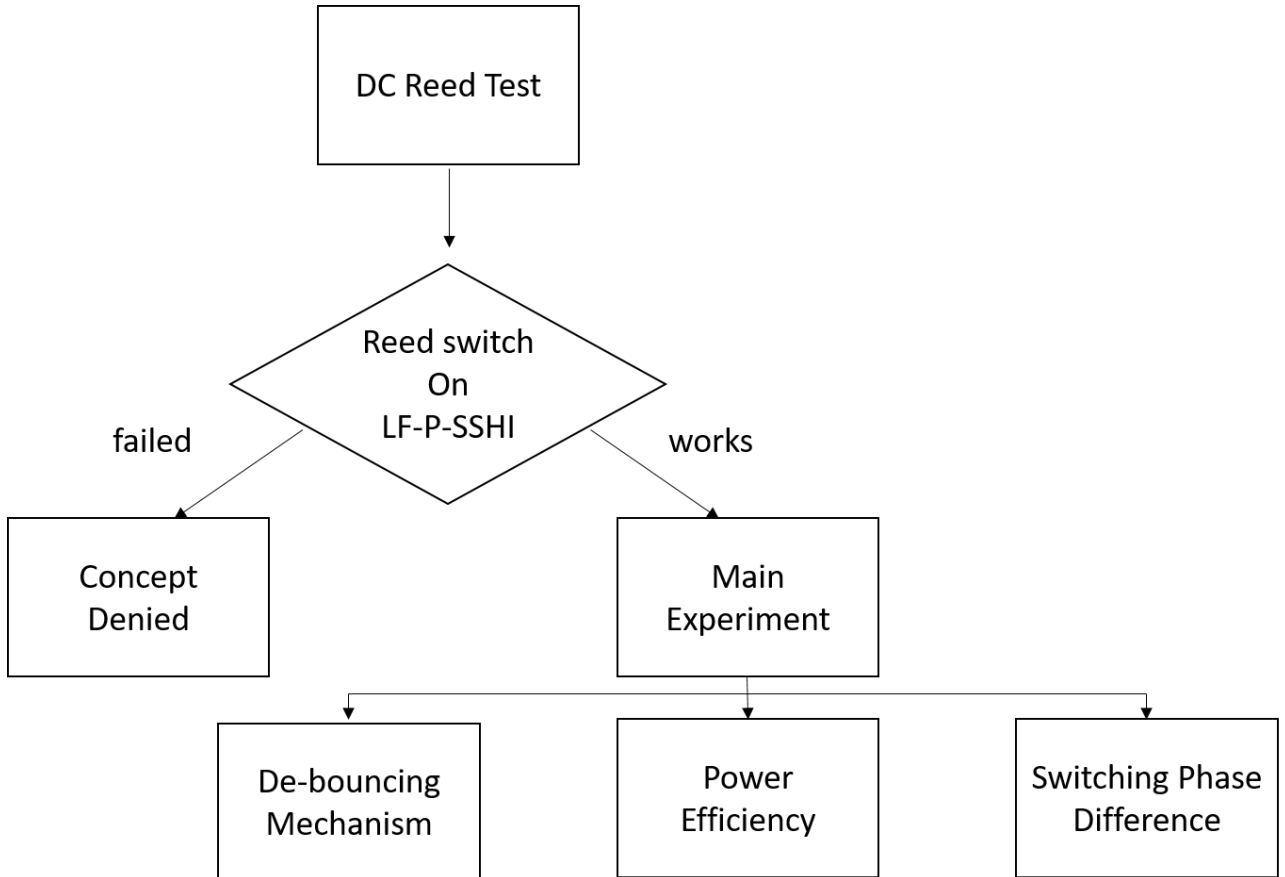 DC Reed Test
Reed switch
On
LF-P-SSHI
failed
works
Concept
Denied
Main
Experiment
De-bouncing
Mechanism
Power
Efficiency
Switching Phase
Difference